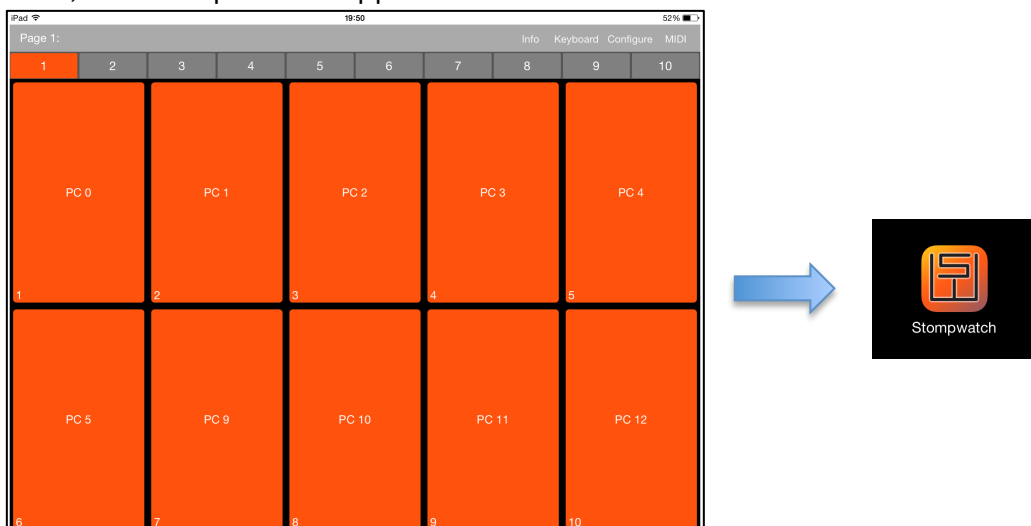 iPad 19:50 52%
Page 1: Info Keyboard Configure MIDI
1 2 3 4 5 6 7 8 9 10
PC 0 PC 1 PC 2 PC 3 PC 4
1 2 3 4 5
Stompwatch
PC 5 PC 9 PC 10 PC 11 PC 12
6 7 8 9 10